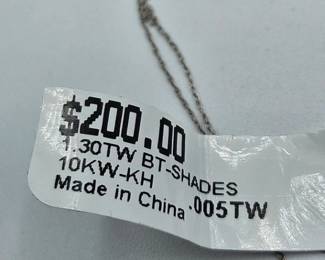 $200.00
1.30TW BT-SHADES
10KW-KH .005TW
Made in China